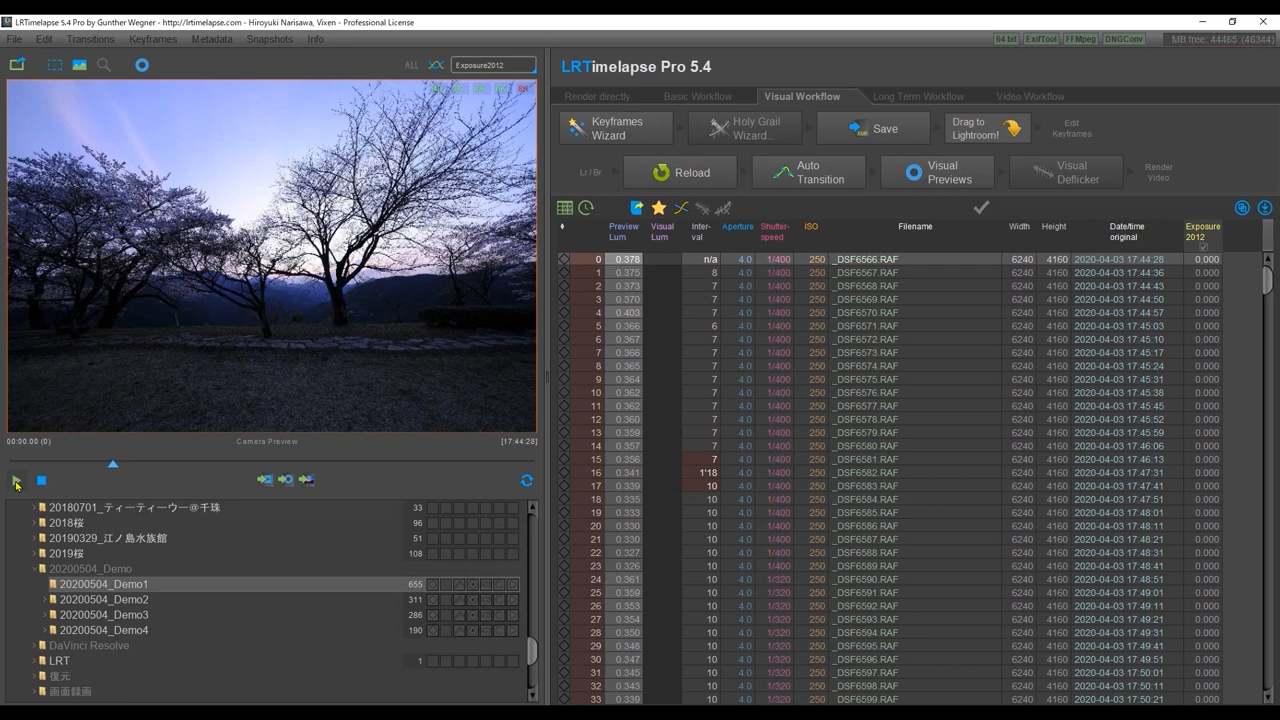 LRTimelapse 5.4 Pro by Gunther Wegner - http://lrtimelapse.com - Hiroyuki Narisawa, Vixen - Professional License
File Edit Transitions Keyframes Metadata Snapshots Info
64 bit ExifTool FFMpeg DNGConv MB free: 44465 (46344)
ALL Exposure2012
LRTimelapse Pro 5.4
Render directly Basic Workflow Visual Workflow Long Term Workflow Video Workflow
Keyframes Wizard Holy Grail Wizard... Save Drag to Lightroom! Edit Keyframes
Lr / Br Reload Auto Transition Visual Previews Visual Deflicker Render Video
Preview Lum Visual Lum Inter-val Aperture Shutter-speed ISO Filename Width Height Date/time original Exposure 2012
0 0.378 n/a 4.0 1/400 250 _DSF6566.RAF 6240 4160 2020-04-03 17:44:28 0.000
1 0.375 8 4.0 1/400 250 _DSF6567.RAF 6240 4160 2020-04-03 17:44:36 0.000
2 0.373 7 4.0 1/400 250 _DSF6568.RAF 6240 4160 2020-04-03 17:44:43 0.000
3 0.370 7 4.0 1/400 250 _DSF6569.RAF 6240 4160 2020-04-03 17:44:50 0.000
4 0.403 7 4.0 1/400 250 _DSF6570.RAF 6240 4160 2020-04-03 17:44:57 0.000
5 0.366 6 4.0 1/400 250 _DSF6571.RAF 6240 4160 2020-04-03 17:45:03 0.000
6 0.367 7 4.0 1/400 250 _DSF6572.RAF 6240 4160 2020-04-03 17:45:10 0.000
7 0.366 7 4.0 1/400 250 _DSF6573.RAF 6240 4160 2020-04-03 17:45:17 0.000
8 0.365 7 4.0 1/400 250 _DSF6574.RAF 6240 4160 2020-04-03 17:45:24 0.000
9 0.364 7 4.0 1/400 250 _DSF6575.RAF 6240 4160 2020-04-03 17:45:31 0.000
10 0.362 7 4.0 1/400 250 _DSF6576.RAF 6240 4160 2020-04-03 17:45:38 0.000
11 0.362 7 4.0 1/400 250 _DSF6577.RAF 6240 4160 2020-04-03 17:45:45 0.000
12 0.360 7 4.0 1/400 250 _DSF6578.RAF 6240 4160 2020-04-03 17:45:52 0.000
13 0.359 7 4.0 1/400 250 _DSF6579.RAF 6240 4160 2020-04-03 17:45:59 0.000
14 0.357 7 4.0 1/400 250 _DSF6580.RAF 6240 4160 2020-04-03 17:46:06 0.000
15 0.356 7 4.0 1/400 250 _DSF6581.RAF 6240 4160 2020-04-03 17:46:13 0.000
16 0.341 1'18 4.0 1/400 250 _DSF6582.RAF 6240 4160 2020-04-03 17:47:31 0.000
17 0.339 10 4.0 1/400 250 _DSF6583.RAF 6240 4160 2020-04-03 17:47:41 0.000
18 0.335 10 4.0 1/400 250 _DSF6584.RAF 6240 4160 2020-04-03 17:47:51 0.000
19 0.333 10 4.0 1/400 250 _DSF6585.RAF 6240 4160 2020-04-03 17:48:01 0.000
20 0.330 10 4.0 1/400 250 _DSF6586.RAF 6240 4160 2020-04-03 17:48:11 0.000
21 0.330 10 4.0 1/400 250 _DSF6587.RAF 6240 4160 2020-04-03 17:48:21 0.000
22 0.327 10 4.0 1/400 250 _DSF6588.RAF 6240 4160 2020-04-03 17:48:31 0.000
23 0.326 10 4.0 1/400 250 _DSF6589.RAF 6240 4160 2020-04-03 17:48:41 0.000
24 0.361 10 4.0 1/320 250 _DSF6590.RAF 6240 4160 2020-04-03 17:48:51 0.000
25 0.359 10 4.0 1/320 250 _DSF6591.RAF 6240 4160 2020-04-03 17:49:01 0.000
26 0.353 10 4.0 1/320 250 _DSF6592.RAF 6240 4160 2020-04-03 17:49:11 0.000
27 0.354 10 4.0 1/320 250 _DSF6593.RAF 6240 4160 2020-04-03 17:49:21 0.000
28 0.350 10 4.0 1/320 250 _DSF6594.RAF 6240 4160 2020-04-03 17:49:31 0.000
29 0.348 10 4.0 1/320 250 _DSF6595.RAF 6240 4160 2020-04-03 17:49:41 0.000
30 0.347 10 4.0 1/320 250 _DSF6596.RAF 6240 4160 2020-04-03 17:49:51 0.000
31 0.345 10 4.0 1/320 250 _DSF6597.RAF 6240 4160 2020-04-03 17:50:01 0.000
32 0.343 10 4.0 1/320 250 _DSF6598.RAF 6240 4160 2020-04-03 17:50:11 0.000
33 0.339 10 4.0 1/320 250 _DSF6599.RAF 6240 4160 2020-04-03 17:50:21 0.000
00:00.00 (0) Camera Preview [17:44:28]
20180701_ティーティーウー@千珠 33
2018桜 96
20190329_江ノ島水族館 51
2019桜 108
20200504_Demo
20200504_Demo1 655
20200504_Demo2 311
20200504_Demo3 286
20200504_Demo4 190
DaVinci Resolve
LRT 1
復元
画面録画